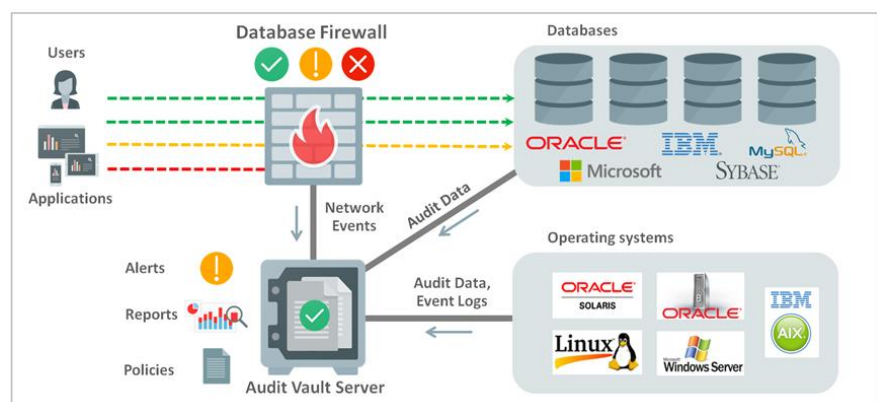 Database Firewall
Users
Applications
Databases
ORACLE®
IBM®
MySQL®
Microsoft
SYBASE®
Network
Events
Audit Data
Alerts
Reports
Policies
Audit Vault Server
Audit Data,
Event Logs
Operating systems
ORACLE®
SOLARIS
ORACLE®
IBM
AIX
Linux
Microsoft
Windows Server